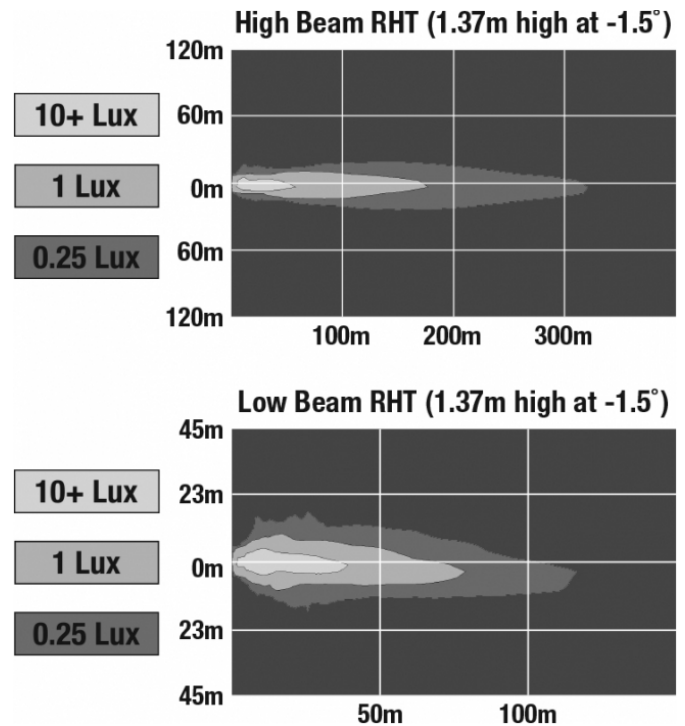 High Beam RHT (1.37m high at -1.5°)
120m
10+ Lux
60m
1 Lux
0m
0.25 Lux
60m
120m
100m 200m 300m
Low Beam RHT (1.37m high at -1.5°)
45m
10+ Lux
23m
1 Lux
0m
0.25 Lux
23m
45m
50m 100m